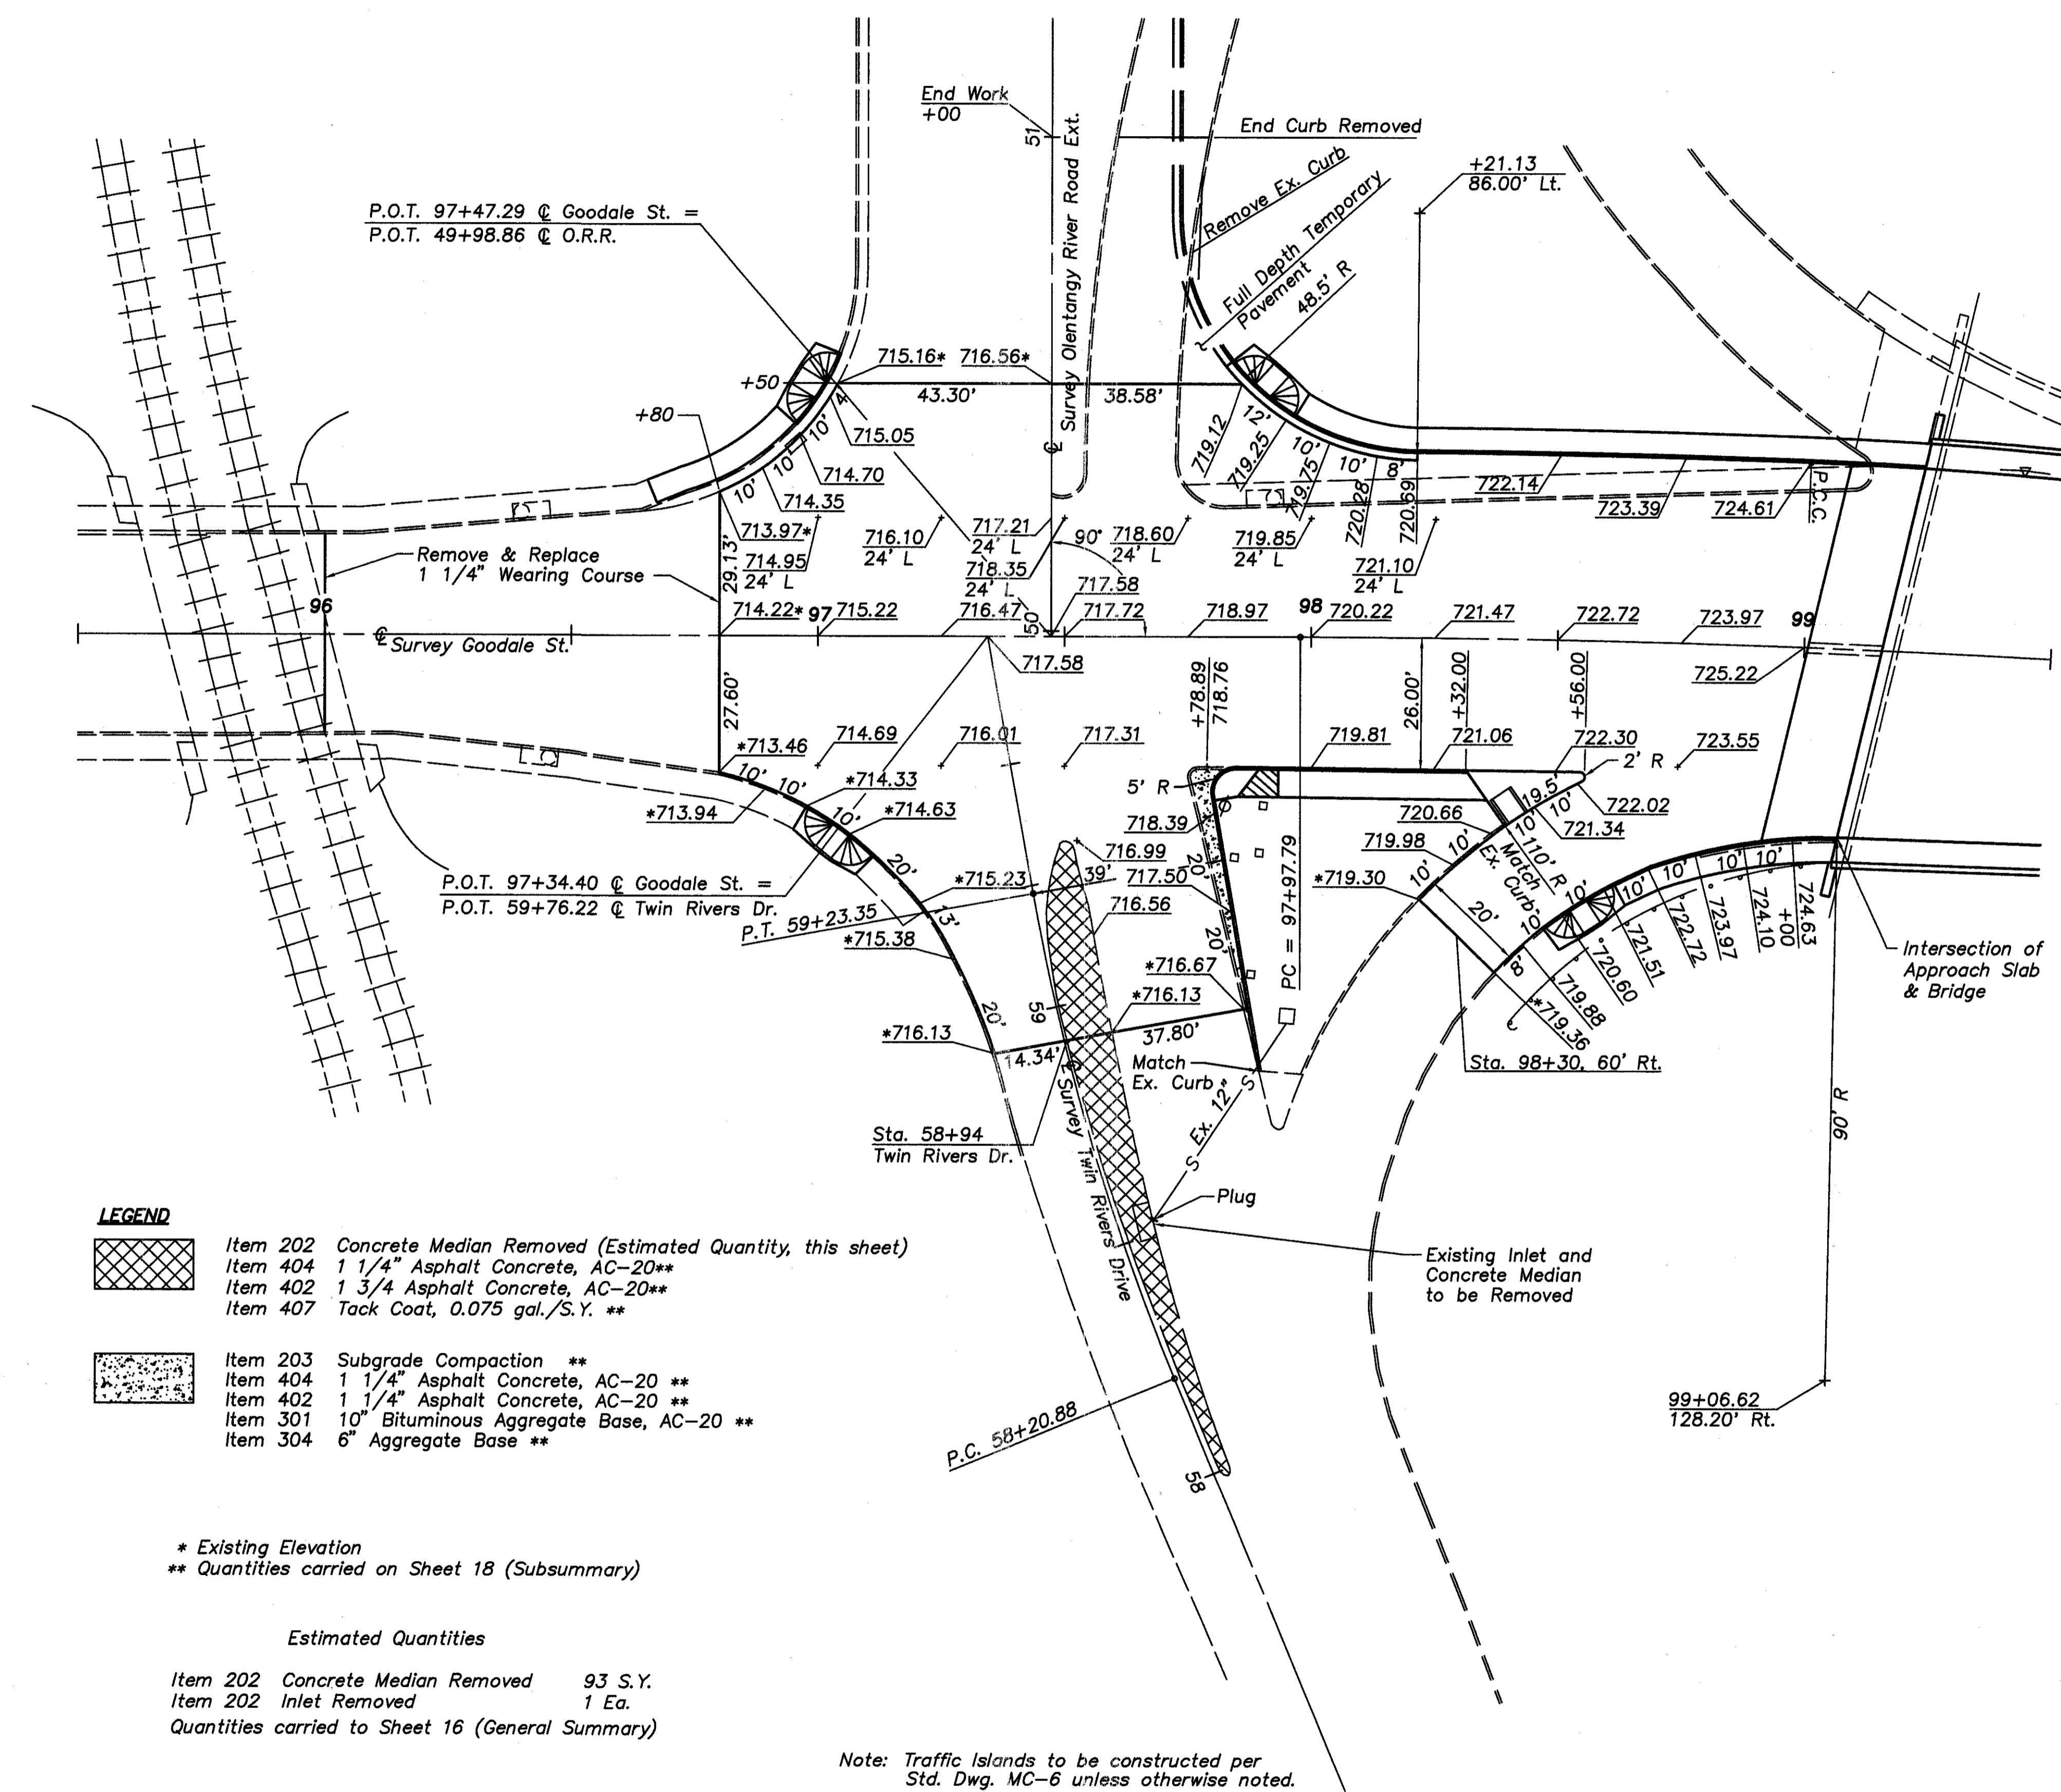 End Work
+00
51
Survey Olentangy River Road Ext.
End Curb Removed
Remove Ex. Curb
Full Depth Temporary
Pavement
48.5' R
+21.13
86.00' Lt.
P.O.T. 97+47.29 ℄ Goodale St. =
P.O.T. 49+98.86 ℄ O.R.R.
+50
715.16*
716.56*
43.30'
38.58'
+80
4'
10'
10'
10'
715.05
714.70
714.35
713.97*
29.13'
℄
719.12
12'
719.25
10'
719.75
10'
720.28
8'
720.69
722.14
723.39
724.61
P.C.C.
Remove & Replace
1 1/4" Wearing Course
714.95
24' L
716.10
24' L
717.21
24' L
718.35
24' L
90°
718.60
24' L
719.85
24' L
721.10
24' L
717.58
96
℄ Survey Goodale St.
714.22*
97
715.22
716.47
50
717.72
718.97
98
720.22
721.47
722.72
723.97
99
725.22
717.58
27.60'
+78.89
718.76
26.00'
+32.00
+56.00
*713.46
714.69
716.01
717.31
719.81
721.06
722.30
723.55
2' R
5' R
10'
10'
*714.33
*713.94
10'
*714.63
20'
718.39
720.66
19.5'
10'
722.02
10'
721.34
716.99
39'
717.50
20'
719.98
10'
10'
110' R
Match
Ex. Curb
P.O.T. 97+34.40 ℄ Goodale St. =
P.O.T. 59+76.22 ℄ Twin Rivers Dr.
*715.23
P.T. 59+23.35
13'
*715.38
716.56
20'
*719.30
20'
8'
10'
10'
10'
10'
10'
10'
PC = 97+97.79
*719.36
719.88
720.60
721.51
722.72
723.97
724.10
+00
724.63
Intersection of
Approach Slab
& Bridge
*716.67
*716.13
59
20'
*716.13
14.34'
37.80'
Match
Ex. Curb
Sta. 98+30, 60' Rt.
S Ex. 12" S
90' R
Sta. 58+94
Twin Rivers Dr.
℄ Survey Twin Rivers Drive
Plug
Existing Inlet and
Concrete Median
to be Removed
P.C. 58+20.88
58
99+06.62
128.20' Rt.
LEGEND
Item 202 Concrete Median Removed (Estimated Quantity, this sheet)
Item 404 1 1/4" Asphalt Concrete, AC-20**
Item 402 1 3/4 Asphalt Concrete, AC-20**
Item 407 Tack Coat, 0.075 gal./S.Y. **
Item 203 Subgrade Compaction **
Item 404 1 1/4" Asphalt Concrete, AC-20 **
Item 402 1 1/4" Asphalt Concrete, AC-20 **
Item 301 10" Bituminous Aggregate Base, AC-20 **
Item 304 6" Aggregate Base **
* Existing Elevation
** Quantities carried on Sheet 18 (Subsummary)
Estimated Quantities
Item 202 Concrete Median Removed 93 S.Y.
Item 202 Inlet Removed 1 Ea.
Quantities carried to Sheet 16 (General Summary)
Note: Traffic Islands to be constructed per
Std. Dwg. MC-6 unless otherwise noted.